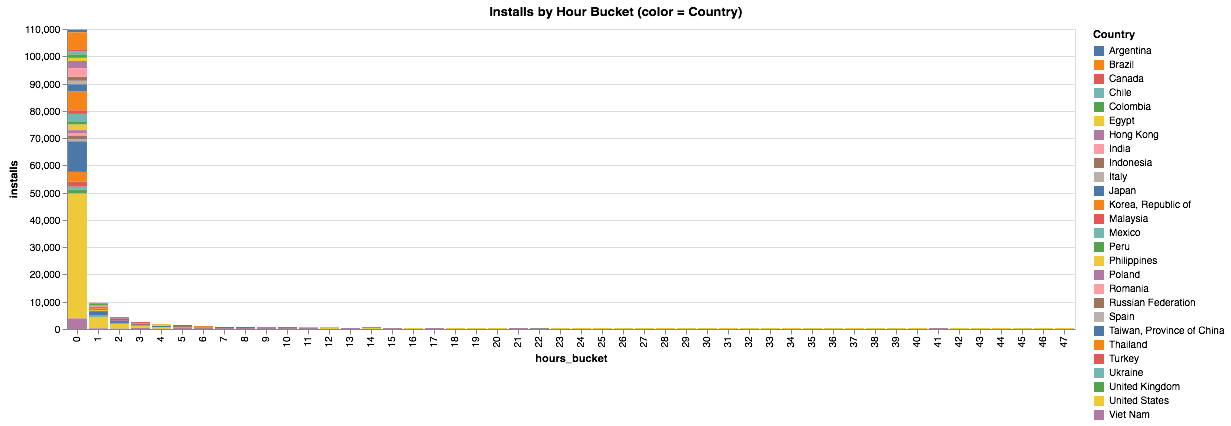 Installs by Hour Bucket (color = Country)
110,000
100,000
90,000
80,000
70,000
60,000
50,000
40,000
30,000
20,000
10,000
0
installs
0 1 2 3 4 5 6 7 8 9 10 11 12 13 14 15 16 17 18 19 20 21 22 23 24 25 26 27 28 29 30 31 32 33 34 35 36 37 38 39 40 41 42 43 44 45 46 47
hours_bucket
Country
Argentina
Brazil
Canada
Chile
Colombia
Egypt
Hong Kong
India
Indonesia
Italy
Japan
Korea, Republic of
Malaysia
Mexico
Peru
Philippines
Poland
Romania
Russian Federation
Spain
Taiwan, Province of China
Thailand
Turkey
Ukraine
United Kingdom
United States
Viet Nam